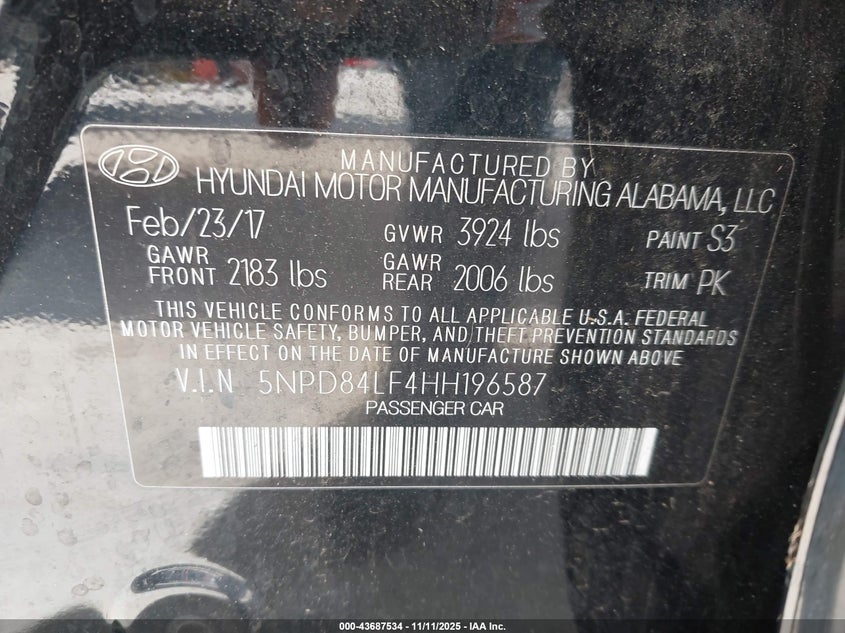 MANUFACTURED BY
HYUNDAI MOTOR MANUFACTURING ALABAMA, LLC
Feb/23/17 GVWR 3924 lbs PAINT S3
GAWR FRONT 2183 lbs GAWR REAR 2006 lbs TRIM PK
THIS VEHICLE CONFORMS TO ALL APPLICABLE U.S.A. FEDERAL
MOTOR VEHICLE SAFETY, BUMPER, AND THEFT PREVENTION STANDARDS
IN EFFECT ON THE DATE OF MANUFACTURE SHOWN ABOVE
V.I.N 5NPD84LF4HH196587
PASSENGER CAR
000-43687534 - 11/11/2025 - IAA Inc.